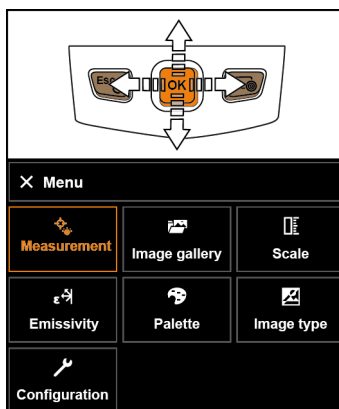 Esc
OK
Menu
Measurement
Image gallery
Scale
ε
Emissivity
Palette
Image type
Configuration